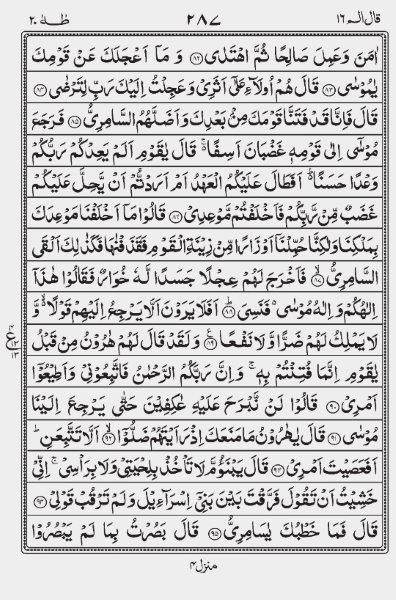 قال الم ١٦ ٢٨٧ طٰهٰ ٢٠
اٰمَنَ وَعَمِلَ صَالِحًا ثُمَّ اهْتَدٰى ﴿٨٢﴾ وَ مَاۤ اَعْجَلَكَ عَنْ قَوْمِكَ
يٰمُوْسٰى ﴿٨٣﴾ قَالَ هُمْ اُولَآءِ عَلٰۤى اَثَرِيْ وَعَجِلْتُ اِلَيْكَ رَبِّ لِتَرْضٰى ﴿٨٤﴾
قَالَ فَاِنَّا قَدْ فَتَنَّا قَوْمَكَ مِنْۢ بَعْدِكَ وَاَضَلَّهُمُ السَّامِرِيُّ ﴿٨٥﴾ فَرَجَعَ
مُوْسٰۤى اِلٰى قَوْمِهٖ غَضْبَانَ اَسِفًا ۚ قَالَ يٰقَوْمِ اَلَمْ يَعِدْكُمْ رَبُّكُمْ
وَعْدًا حَسَنًا ۬ؕ اَفَطَالَ عَلَيْكُمُ الْعَهْدُ اَمْ اَرَدْتُّمْ اَنْ يَّحِلَّ عَلَيْكُمْ
غَضَبٌ مِّنْ رَّبِّكُمْ فَاَخْلَفْتُمْ مَّوْعِدِيْ ﴿٨٦﴾ قَالُوْا مَاۤ اَخْلَفْنَا مَوْعِدَكَ
بِمَلْكِنَا وَلٰكِنَّا حُمِّلْنَاۤ اَوْزَارًا مِّنْ زِيْنَةِ الْقَوْمِ فَقَذَفْنٰهَا فَكَذٰلِكَ اَلْقَى
السَّامِرِيُّ ﴿٨٧﴾ فَاَخْرَجَ لَهُمْ عِجْلًا جَسَدًا لَّهٗ خُوَارٌ فَقَالُوْا هٰذَاۤ
اِلٰهُكُمْ وَاِلٰهُ مُوْسٰى ۬ فَنَسِيَ ﴿٨٨﴾ اَفَلَا يَرَوْنَ اَلَّا يَرْجِعُ اِلَيْهِمْ قَوْلًا ۬ۙ وَّ
لَا يَمْلِكُ لَهُمْ ضَرًّا وَّلَا نَفْعًا ﴿٨٩﴾ وَلَقَدْ قَالَ لَهُمْ هٰرُوْنُ مِنْ قَبْلُ
يٰقَوْمِ اِنَّمَا فُتِنْتُمْ بِهٖ ۚ وَاِنَّ رَبَّكُمُ الرَّحْمٰنُ فَاتَّبِعُوْنِيْ وَاَطِيْعُوْۤا
اَمْرِيْ ﴿٩٠﴾ قَالُوْا لَنْ نَّبْرَحَ عَلَيْهِ عٰكِفِيْنَ حَتّٰى يَرْجِعَ اِلَيْنَا
مُوْسٰى ﴿٩١﴾ قَالَ يٰهٰرُوْنُ مَا مَنَعَكَ اِذْ رَاَيْتَهُمْ ضَلُّوْۤا ﴿٩٢﴾ اَلَّا تَتَّبِعَنِ ؕ
اَفَعَصَيْتَ اَمْرِيْ ﴿٩٣﴾ قَالَ يَبْنَؤُمَّ لَا تَاْخُذْ بِلِحْيَتِيْ وَلَا بِرَاْسِيْ ۚ اِنِّيْ
خَشِيْتُ اَنْ تَقُوْلَ فَرَّقْتَ بَيْنَ بَنِيْۤ اِسْرَآءِيْلَ وَلَمْ تَرْقُبْ قَوْلِيْ ﴿٩٤﴾
قَالَ فَمَا خَطْبُكَ يٰسَامِرِيُّ ﴿٩٥﴾ قَالَ بَصُرْتُ بِمَا لَمْ يَبْصُرُوْا
ع
١٣
منزل ٤